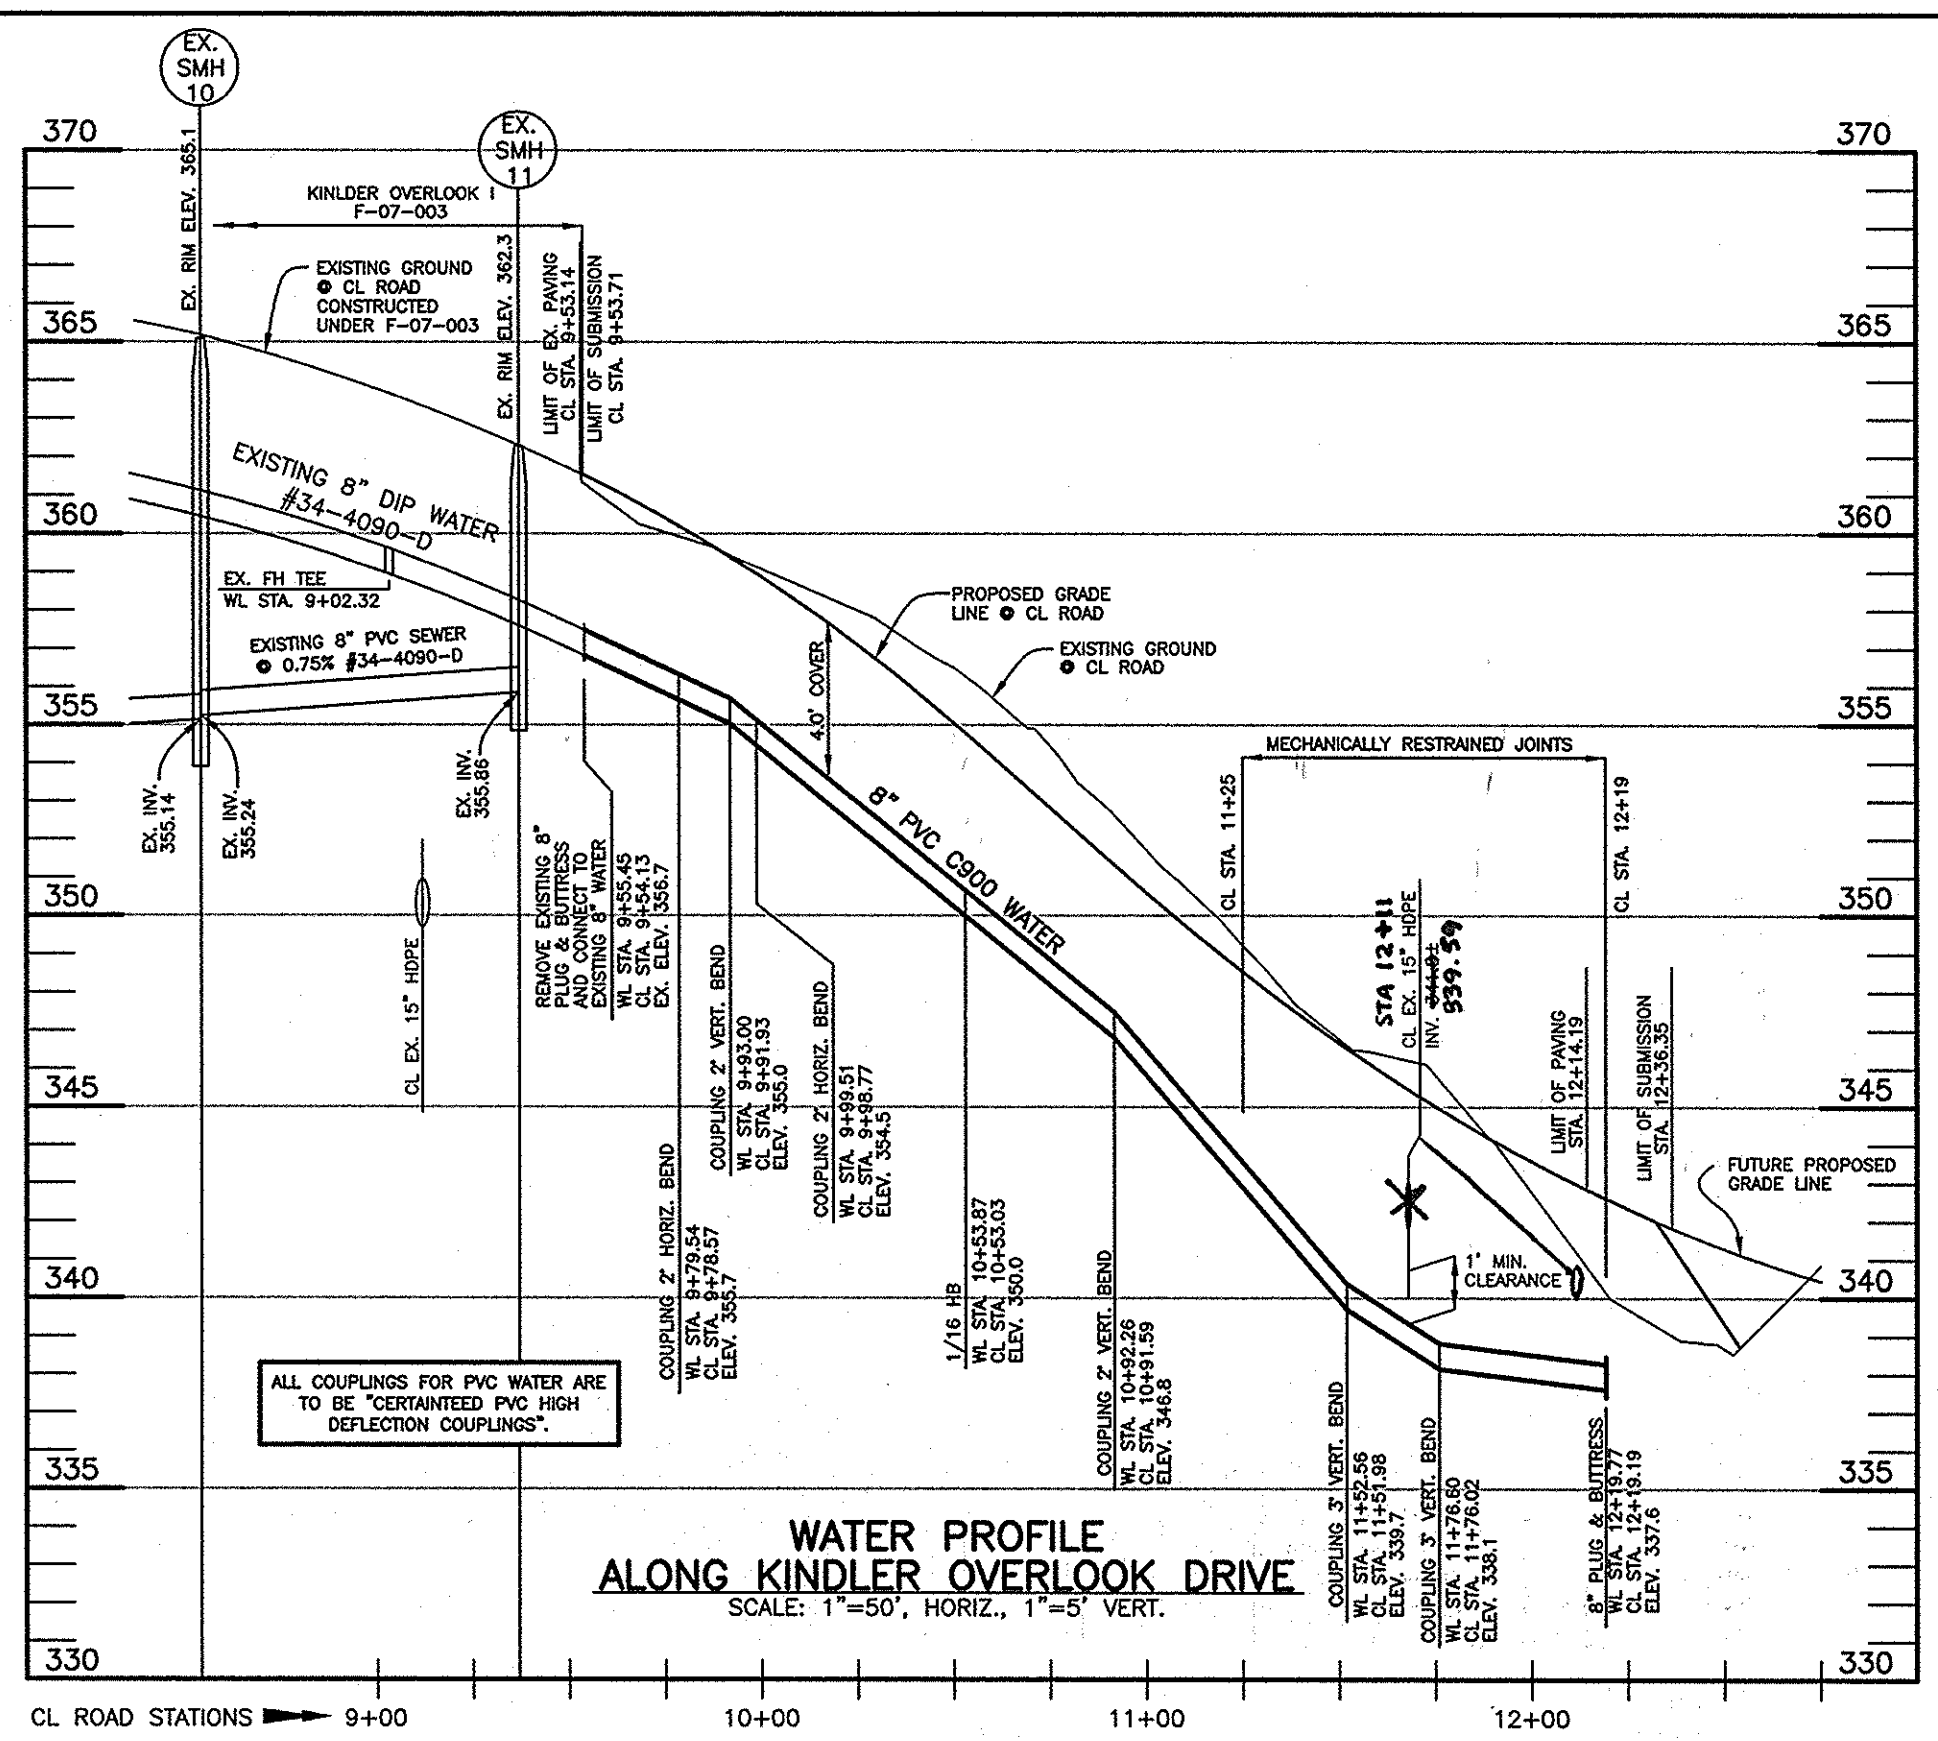 EX.
SMH
10
EX.
SMH
11
370
370
365
365
360
360
355
355
350
350
345
345
340
340
335
335
330
330
EX. RIM ELEV. 365.1
KINLDER OVERLOOK I
F-07-003
EX. RIM ELEV. 362.3
LIMIT OF EX. PAVING
CL STA. 9+53.14
LIMIT OF SUBMISSION
CL STA. 9+53.71
EXISTING GROUND
@ CL ROAD
CONSTRUCTED
UNDER F-07-003
EXISTING 8" DIP WATER
#34-4090-D
EX. FH TEE
WL STA. 9+02.32
EXISTING 8" PVC SEWER
@ 0.75% #34-4090-D
EX. INV.
355.14
EX. INV.
355.24
EX. INV.
355.86
CL EX. 15" HDPE
REMOVE EXISTING 8"
PLUG & BUTTRESS
AND CONNECT TO
EXISTING 8" WATER
WL STA. 9+55.45
CL STA. 9+54.13
EX. ELEV. 356.7
COUPLING 2° HORIZ. BEND
WL STA. 9+79.54
CL STA. 9+78.57
ELEV. 355.7
COUPLING 2° VERT. BEND
WL STA. 9+93.00
CL STA. 9+91.93
ELEV. 355.0
COUPLING 2° HORIZ. BEND
WL STA. 9+99.51
CL STA. 9+98.77
ELEV. 354.5
4.0' COVER
PROPOSED GRADE
LINE @ CL ROAD
EXISTING GROUND
@ CL ROAD
8" PVC C900 WATER
1/16 HB
WL STA. 10+53.87
CL STA. 10+53.03
ELEV. 350.0
COUPLING 2° VERT. BEND
WL STA. 10+92.26
CL STA. 10+91.59
ELEV. 346.8
MECHANICALLY RESTRAINED JOINTS
CL STA. 11+25
CL STA. 12+19
STA 12+11
CL EX. 15" HDPE
INV. 341.0±
339.59
LIMIT OF PAVING
STA. 12+14.19
LIMIT OF SUBMISSION
STA. 12+36.35
FUTURE PROPOSED
GRADE LINE
1' MIN.
CLEARANCE
COUPLING 3° VERT. BEND
WL STA. 11+52.56
CL STA. 11+51.98
ELEV. 339.7
COUPLING 3° VERT. BEND
WL STA. 11+76.60
CL STA. 11+76.02
ELEV. 338.1
8" PLUG & BUTTRESS
WL STA. 12+19.77
CL STA. 12+19.19
ELEV. 337.6
ALL COUPLINGS FOR PVC WATER ARE
TO BE "CERTAINTEED PVC HIGH
DEFLECTION COUPLINGS".
WATER PROFILE
ALONG KINDLER OVERLOOK DRIVE
SCALE: 1"=50', HORIZ., 1"=5' VERT.
CL ROAD STATIONS
9+00
10+00
11+00
12+00